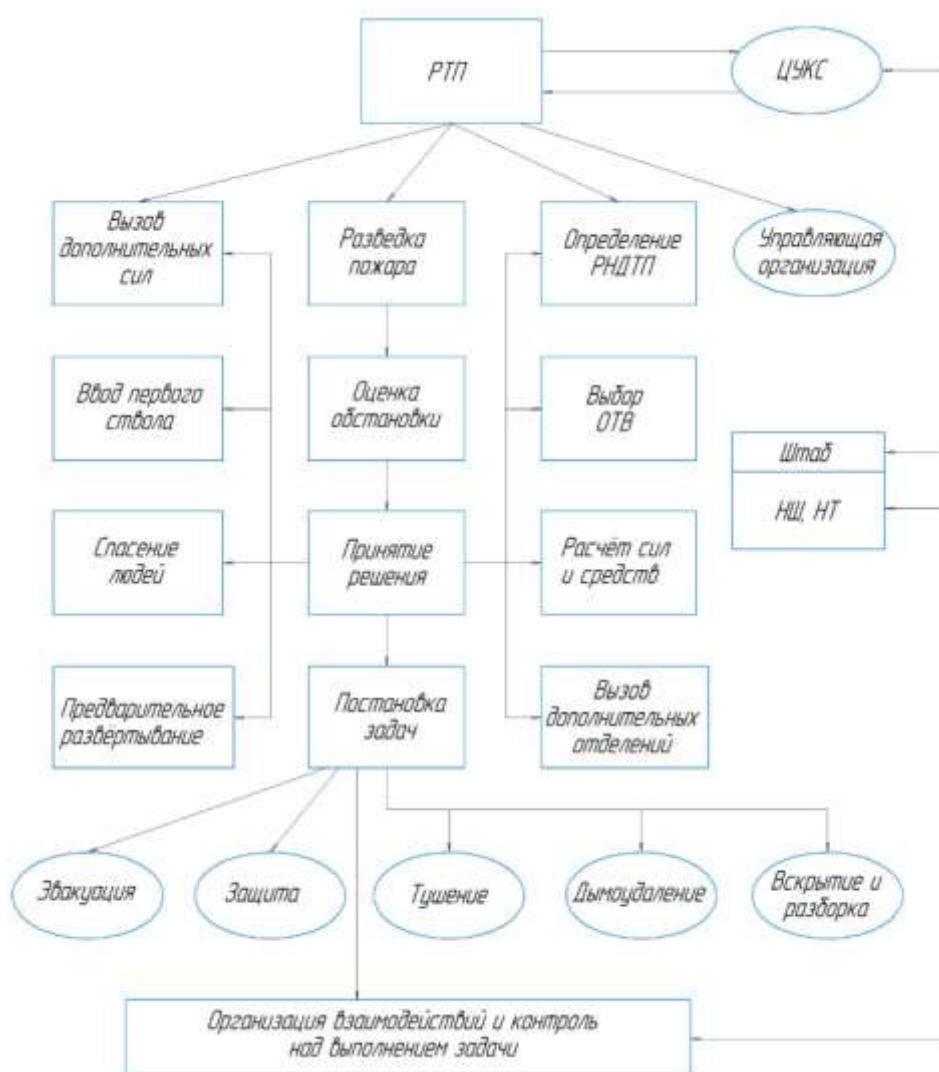 РТП
ЦУКС
Вызов
дополнительных
сил
Разведка
пожара
Определение
РНДТП
Управляющая
организация
Ввод первого
ствола
Оценка
обстановки
Выбор
ОТВ
Штаб
НШ, НТ
Спасение
людей
Принятие
решения
Расчёт сил
и средств
Предварительное
развертывание
Постановка
задач
Вызов
дополнительных
отделений
Эвакуация
Защита
Тушение
Дымоудаление
Вскрытие и
разборка
Организация взаимодействий и контроль
над выполнением задачи